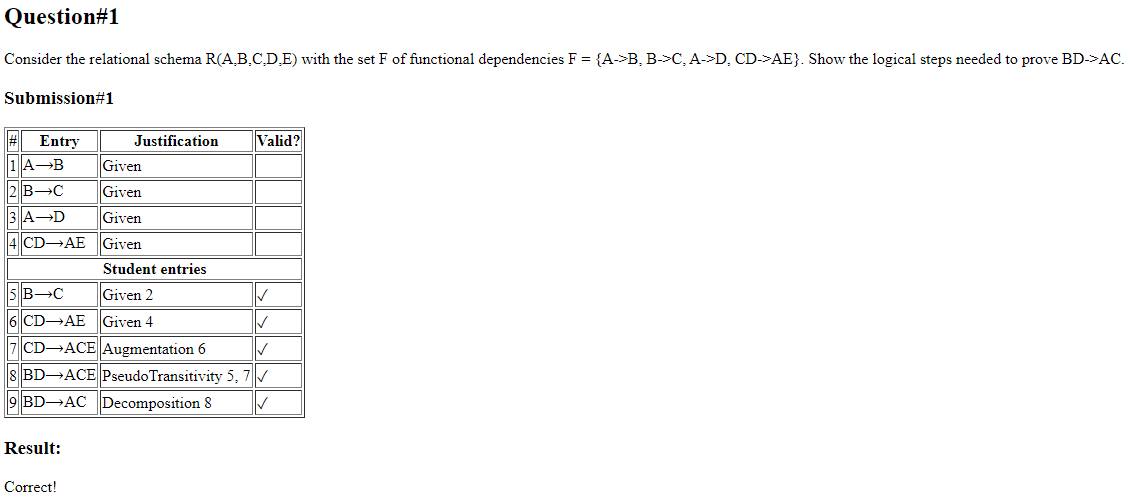 Question#1
Consider the relational schema R(A,B,C,D,E) with the set F of functional dependencies F = {A->B, B->C, A->D, CD->AE}. Show the logical steps needed to prove BD->AC.
Submission#1
# Entry Justification Valid?
1 A→B Given
2 B→C Given
3 A→D Given
4 CD→AE Given
Student entries
5 B→C Given 2 ✓
6 CD→AE Given 4 ✓
7 CD→ACE Augmentation 6 ✓
8 BD→ACE PseudoTransitivity 5, 7 ✓
9 BD→AC Decomposition 8 ✓
Result:
Correct!